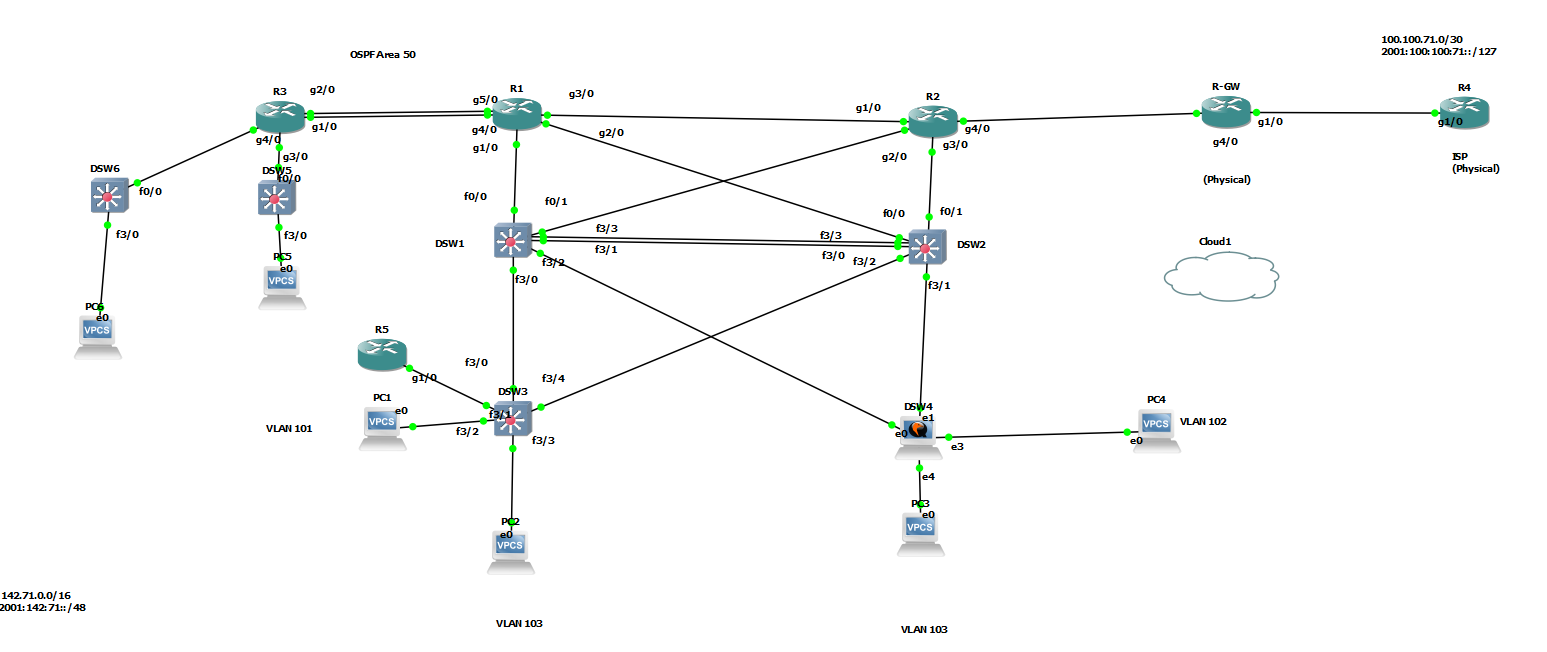 100.100.71.0/30
2001:100:100:71::/127
OSPF Area 50
R3
g2/0
g1/0
g4/0
g3/0
R1
g5/0
g4/0
g1/0
g3/0
g2/0
R2
g1/0
g4/0
g3/0
g2/0
R-GW
g1/0
g4/0
(Physical)
R4
g1/0
ISP
(Physical)
DSW6
f0/0
f3/0
DSW5
f0/0
f3/0
PC5
e0
VPCS
PC6
e0
VPCS
f0/0
f0/1
DSW1
f3/3
f3/1
f3/2
f3/0
f0/0
f0/1
DSW2
f3/3
f3/0
f3/2
f3/1
Cloud1
R5
g1/0
f3/0
f3/4
DSW3
f3/1
f3/2
f3/3
PC1
e0
VPCS
VLAN 101
PC2
e0
VPCS
VLAN 103
DSW4
e1
e0
e3
e4
PC4
e0
VPCS
VLAN 102
PC3
e0
VPCS
VLAN 103
142.71.0.0/16
2001:142:71::/48